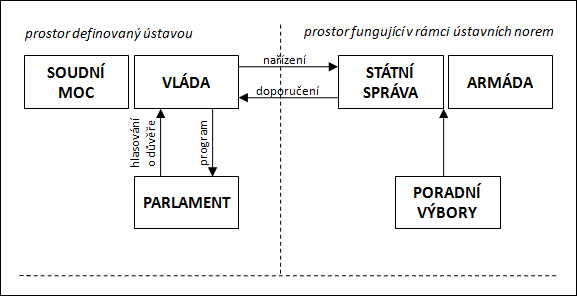 prostor definovaný ústavou
prostor fungující v rámci ústavních norem
SOUDNÍ
MOC
VLÁDA
nařízení
doporučení
STÁTNÍ
SPRÁVA
ARMÁDA
hlasování
o důvěře
program
PARLAMENT
PORADNÍ
VÝBORY